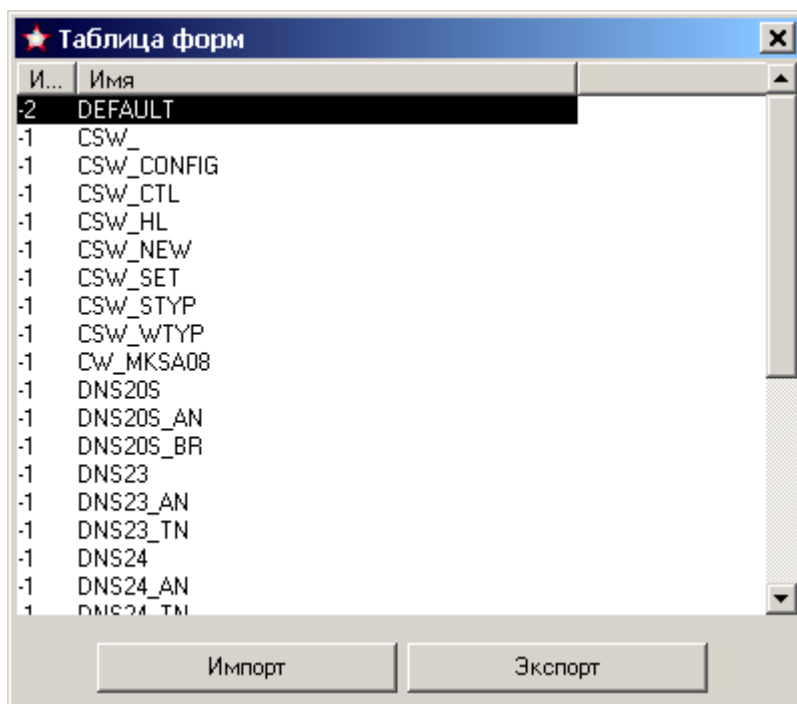 Таблица форм
И... Имя
-2 DEFAULT
-1 CSW_
-1 CSW_CONFIG
-1 CSW_CTL
-1 CSW_HL
-1 CSW_NEW
-1 CSW_SET
-1 CSW_STYP
-1 CSW_WTYP
-1 CW_MKSA08
-1 DNS20S
-1 DNS20S_AN
-1 DNS20S_BR
-1 DNS23
-1 DNS23_AN
-1 DNS23_TN
-1 DNS24
-1 DNS24_AN
-1 DNS24_TN
Импорт Экспорт